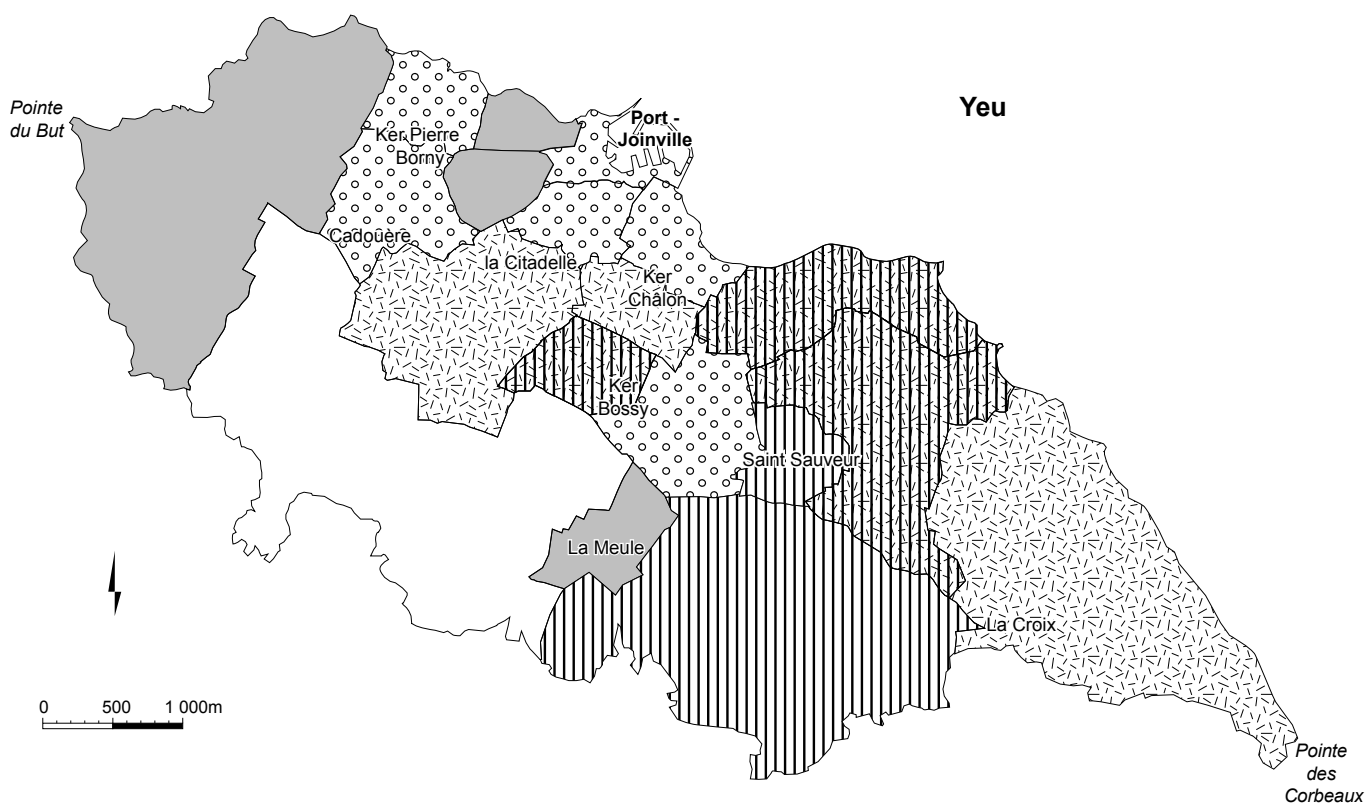 Yeu
Pointe
du But
Port -
Joinville
Ker Pierre
Borny
Cadouère
la Citadelle
Ker
Châlon
Ker
Bossy
Saint Sauveur
La Meule
La Croix
0 500 1 000m
Pointe
des
Corbeaux